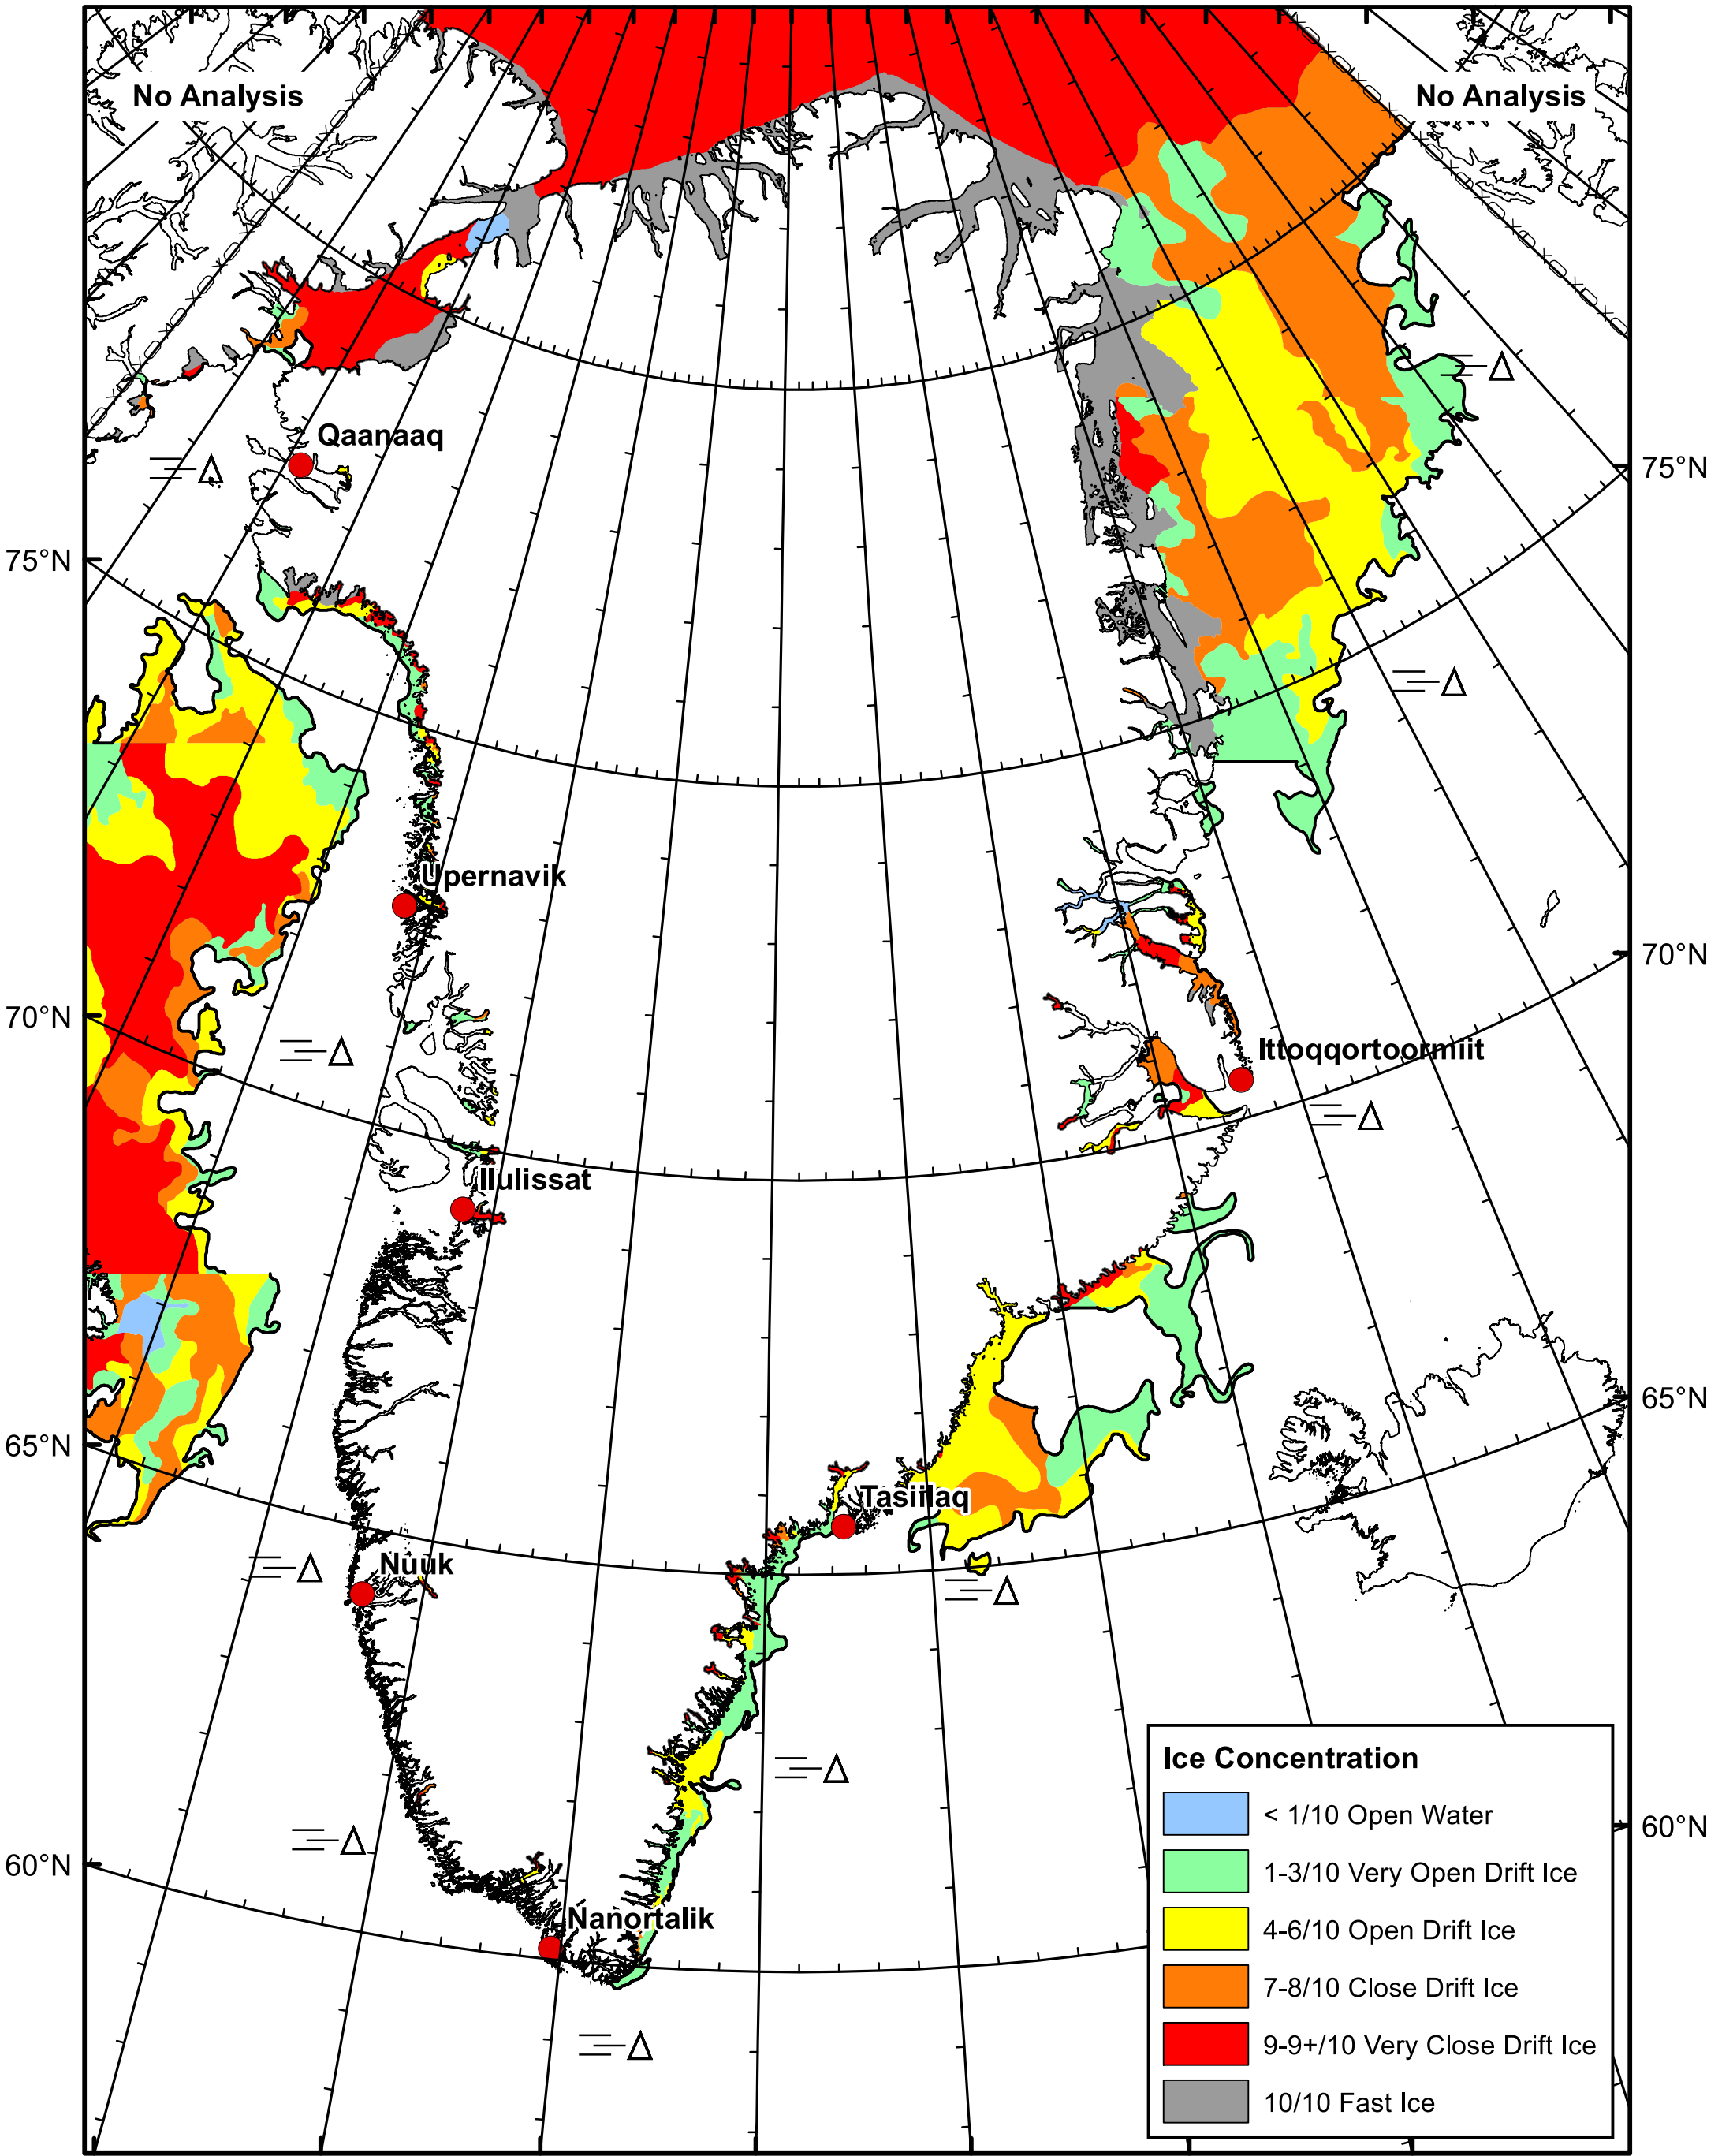 No Analysis
No Analysis
Qaanaaq
75°N
75°N
Upernavik
70°N
70°N
Ittoqqortoormiit
Ilulissat
65°N
65°N
Tasiilaq
Nuuk
60°N
60°N
Nanortalik
Ice Concentration
< 1/10 Open Water
1-3/10 Very Open Drift Ice
4-6/10 Open Drift Ice
7-8/10 Close Drift Ice
9-9+/10 Very Close Drift Ice
10/10 Fast Ice